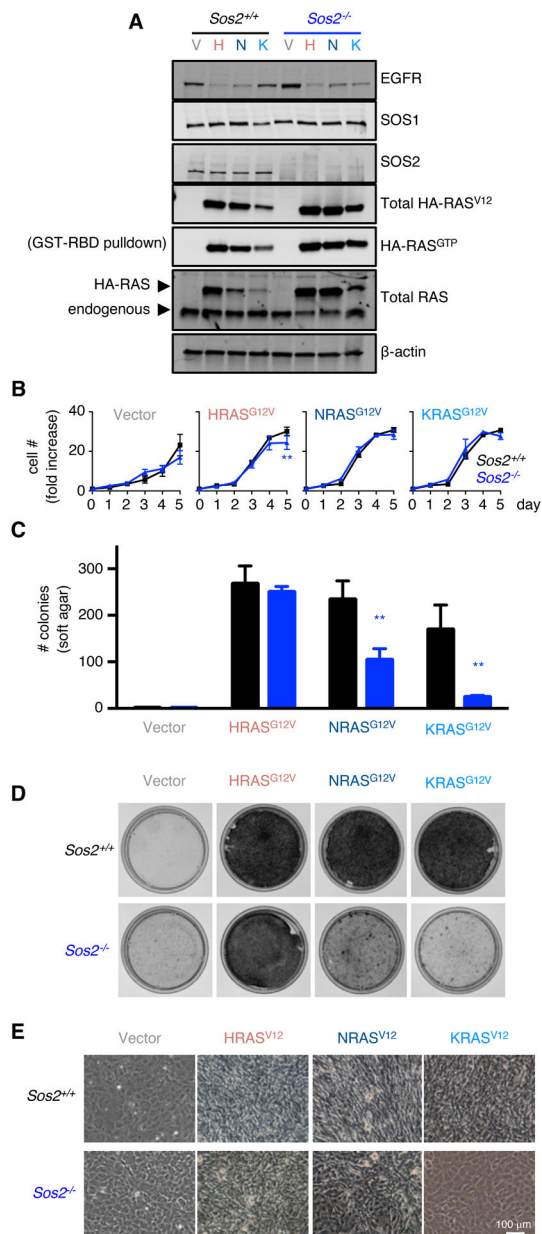 A
Sos2+/+ Sos2-/-
V H N K V H N K
EGFR
SOS1
SOS2
Total HA-RASV12
(GST-RBD pulldown) HA-RASGTP
HA-RAS
Total RAS
endogenous
β-actin
B
Vector HRASG12V NRASG12V KRASG12V
cell #
(fold increase)
40
20
0
**
Sos2+/+
Sos2-/-
0 1 2 3 4 5 0 1 2 3 4 5 0 1 2 3 4 5 0 1 2 3 4 5 day
C
# colonies
(soft agar)
300
200
100
0
** **
Vector HRASG12V NRASG12V KRASG12V
D
Vector HRASG12V NRASG12V KRASG12V
Sos2+/+
Sos2-/-
E
Vector HRASV12 NRASV12 KRASV12
Sos2+/+
Sos2-/-
100 μm